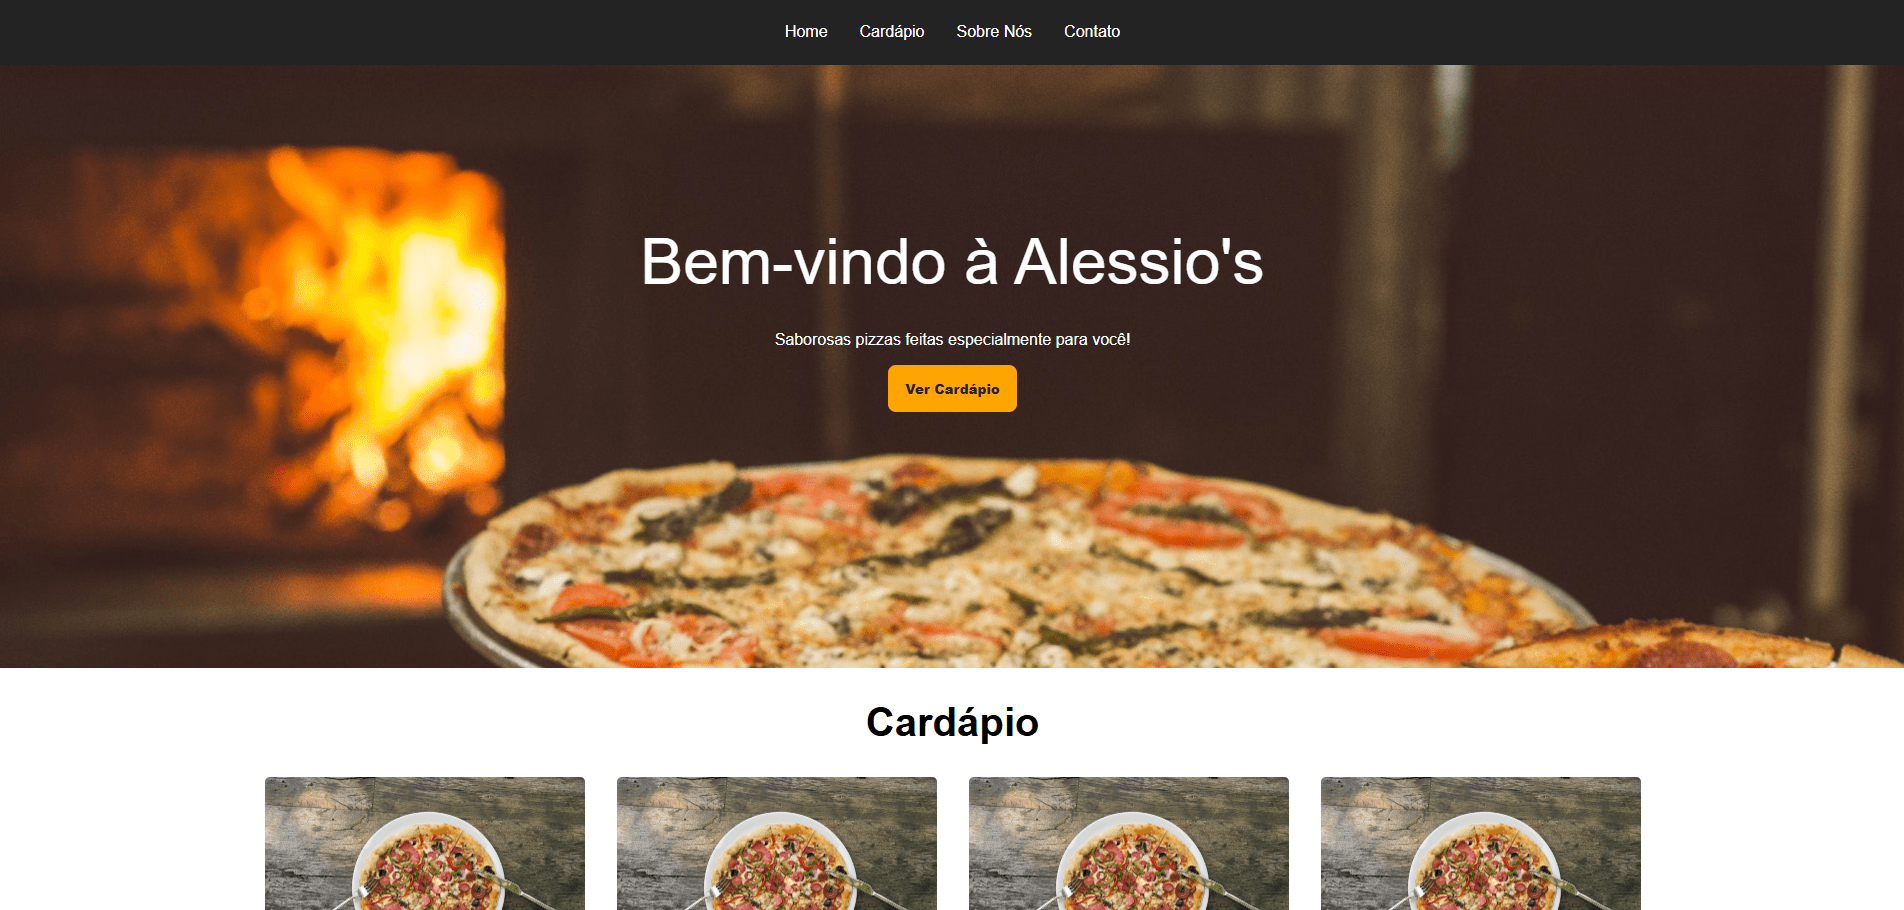 Home Cardápio Sobre Nós Contato
Bem-vindo à Alessio's
Saborosas pizzas feitas especialmente para você!
Ver Cardápio
Cardápio